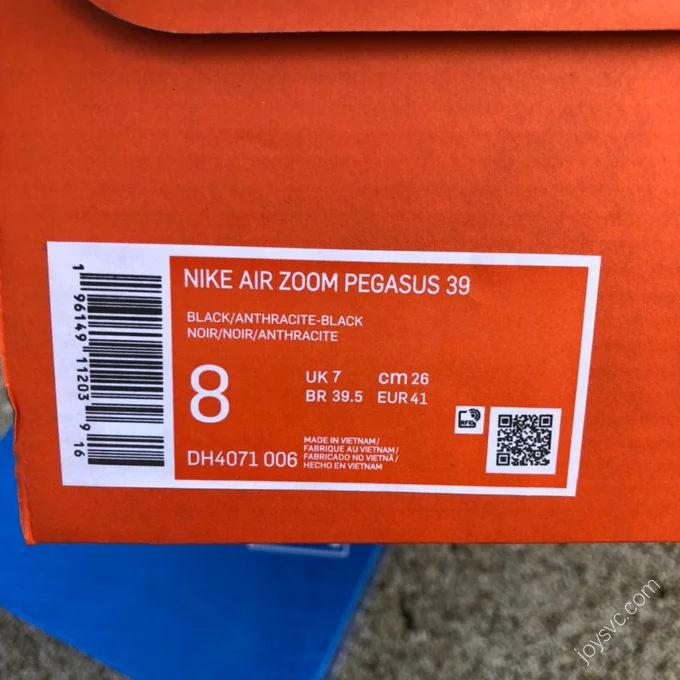 NIKE AIR ZOOM PEGASUS 39
BLACK/ANTHRACITE-BLACK
NOIR/NOIR/ANTHRACITE
8
UK 7 cm 26
BR 39.5 EUR 41
DH4071 006
MADE IN VIETNAM/
FABRIQUE AU VIETNAM/
FABRICADO NO VIETNÃ/
HECHO EN VIETNAM
RFID
1 96149 11203 9 16
joysvc.com